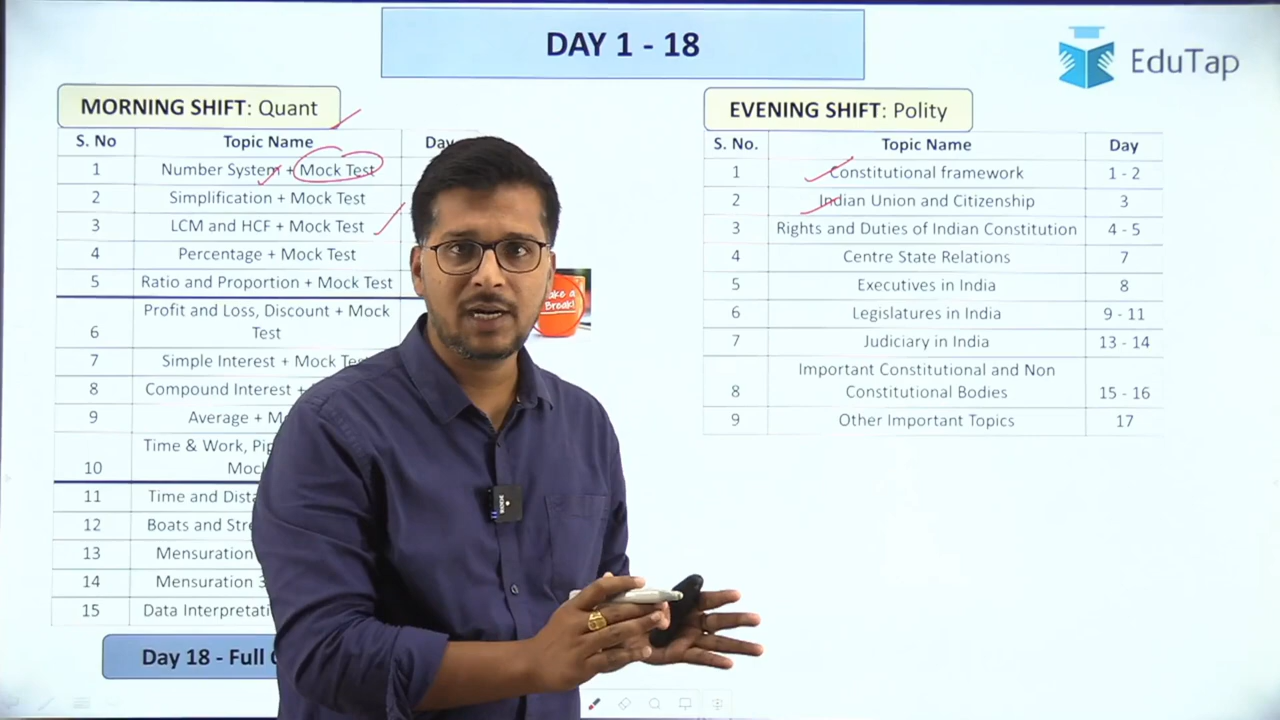 DAY 1 - 18
EduTap
MORNING SHIFT: Quant
S. No Topic Name Day
1 Number System + Mock Test
2 Simplification + Mock Test
3 LCM and HCF + Mock Test
4 Percentage + Mock Test
5 Ratio and Proportion + Mock Test
6 Profit and Loss, Discount + Mock
Test
7 Simple Interest + Mock
8 Compound Interest +
9 Average +
10 Time & Work,
11 Time and
12 Boats and
13 Mensuration
14 Mensuration
15 Data
Day 18 - Full
Break!
EVENING SHIFT: Polity
S. No. Topic Name Day
1 Constitutional framework 1 - 2
2 Indian Union and Citizenship 3
3 Rights and Duties of Indian Constitution 4 - 5
4 Centre State Relations 7
5 Executives in India 8
6 Legislatures in India 9 - 11
7 Judiciary in India 13 - 14
8 Important Constitutional and Non
Constitutional Bodies 15 - 16
9 Other Important Topics 17